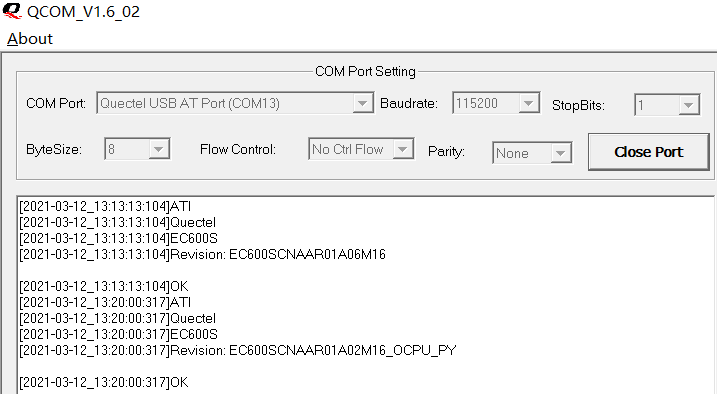 QCOM_V1.6_02
About
COM Port Setting
COM Port: Quectel USB AT Port (COM13) Baudrate: 115200 StopBits: 1
ByteSize: 8 Flow Control: No Ctrl Flow Parity: None Close Port
[2021-03-12_13:13:13:104]ATI
[2021-03-12_13:13:13:104]Quectel
[2021-03-12_13:13:13:104]EC600S
[2021-03-12_13:13:13:104]Revision: EC600SCNAAR01A06M16
[2021-03-12_13:13:13:104]OK
[2021-03-12_13:20:00:317]ATI
[2021-03-12_13:20:00:317]Quectel
[2021-03-12_13:20:00:317]EC600S
[2021-03-12_13:20:00:317]Revision: EC600SCNAAR01A02M16_OCPU_PY
[2021-03-12_13:20:00:317]OK